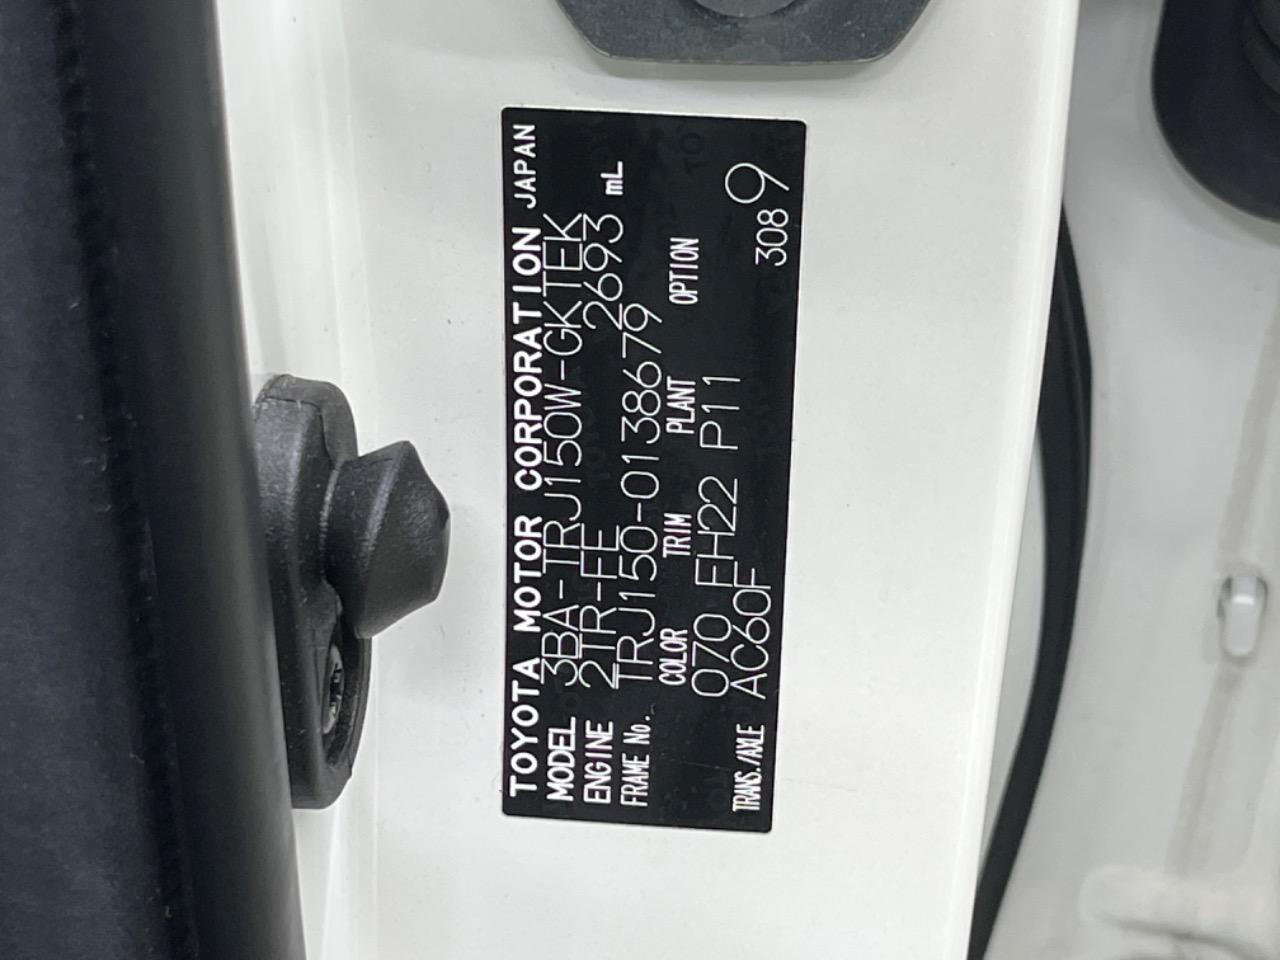 TOYOTA MOTOR CORPORATION JAPAN
MODEL 3BA-TRJ150W-GKTEK
ENGINE 2TR-FE 2693 mL
FRAME No. TRJ150-0138679
COLOR TRIM PLANT OPTION
070 FH22 P11
TRANS./AXLE AC60F
308 9
9